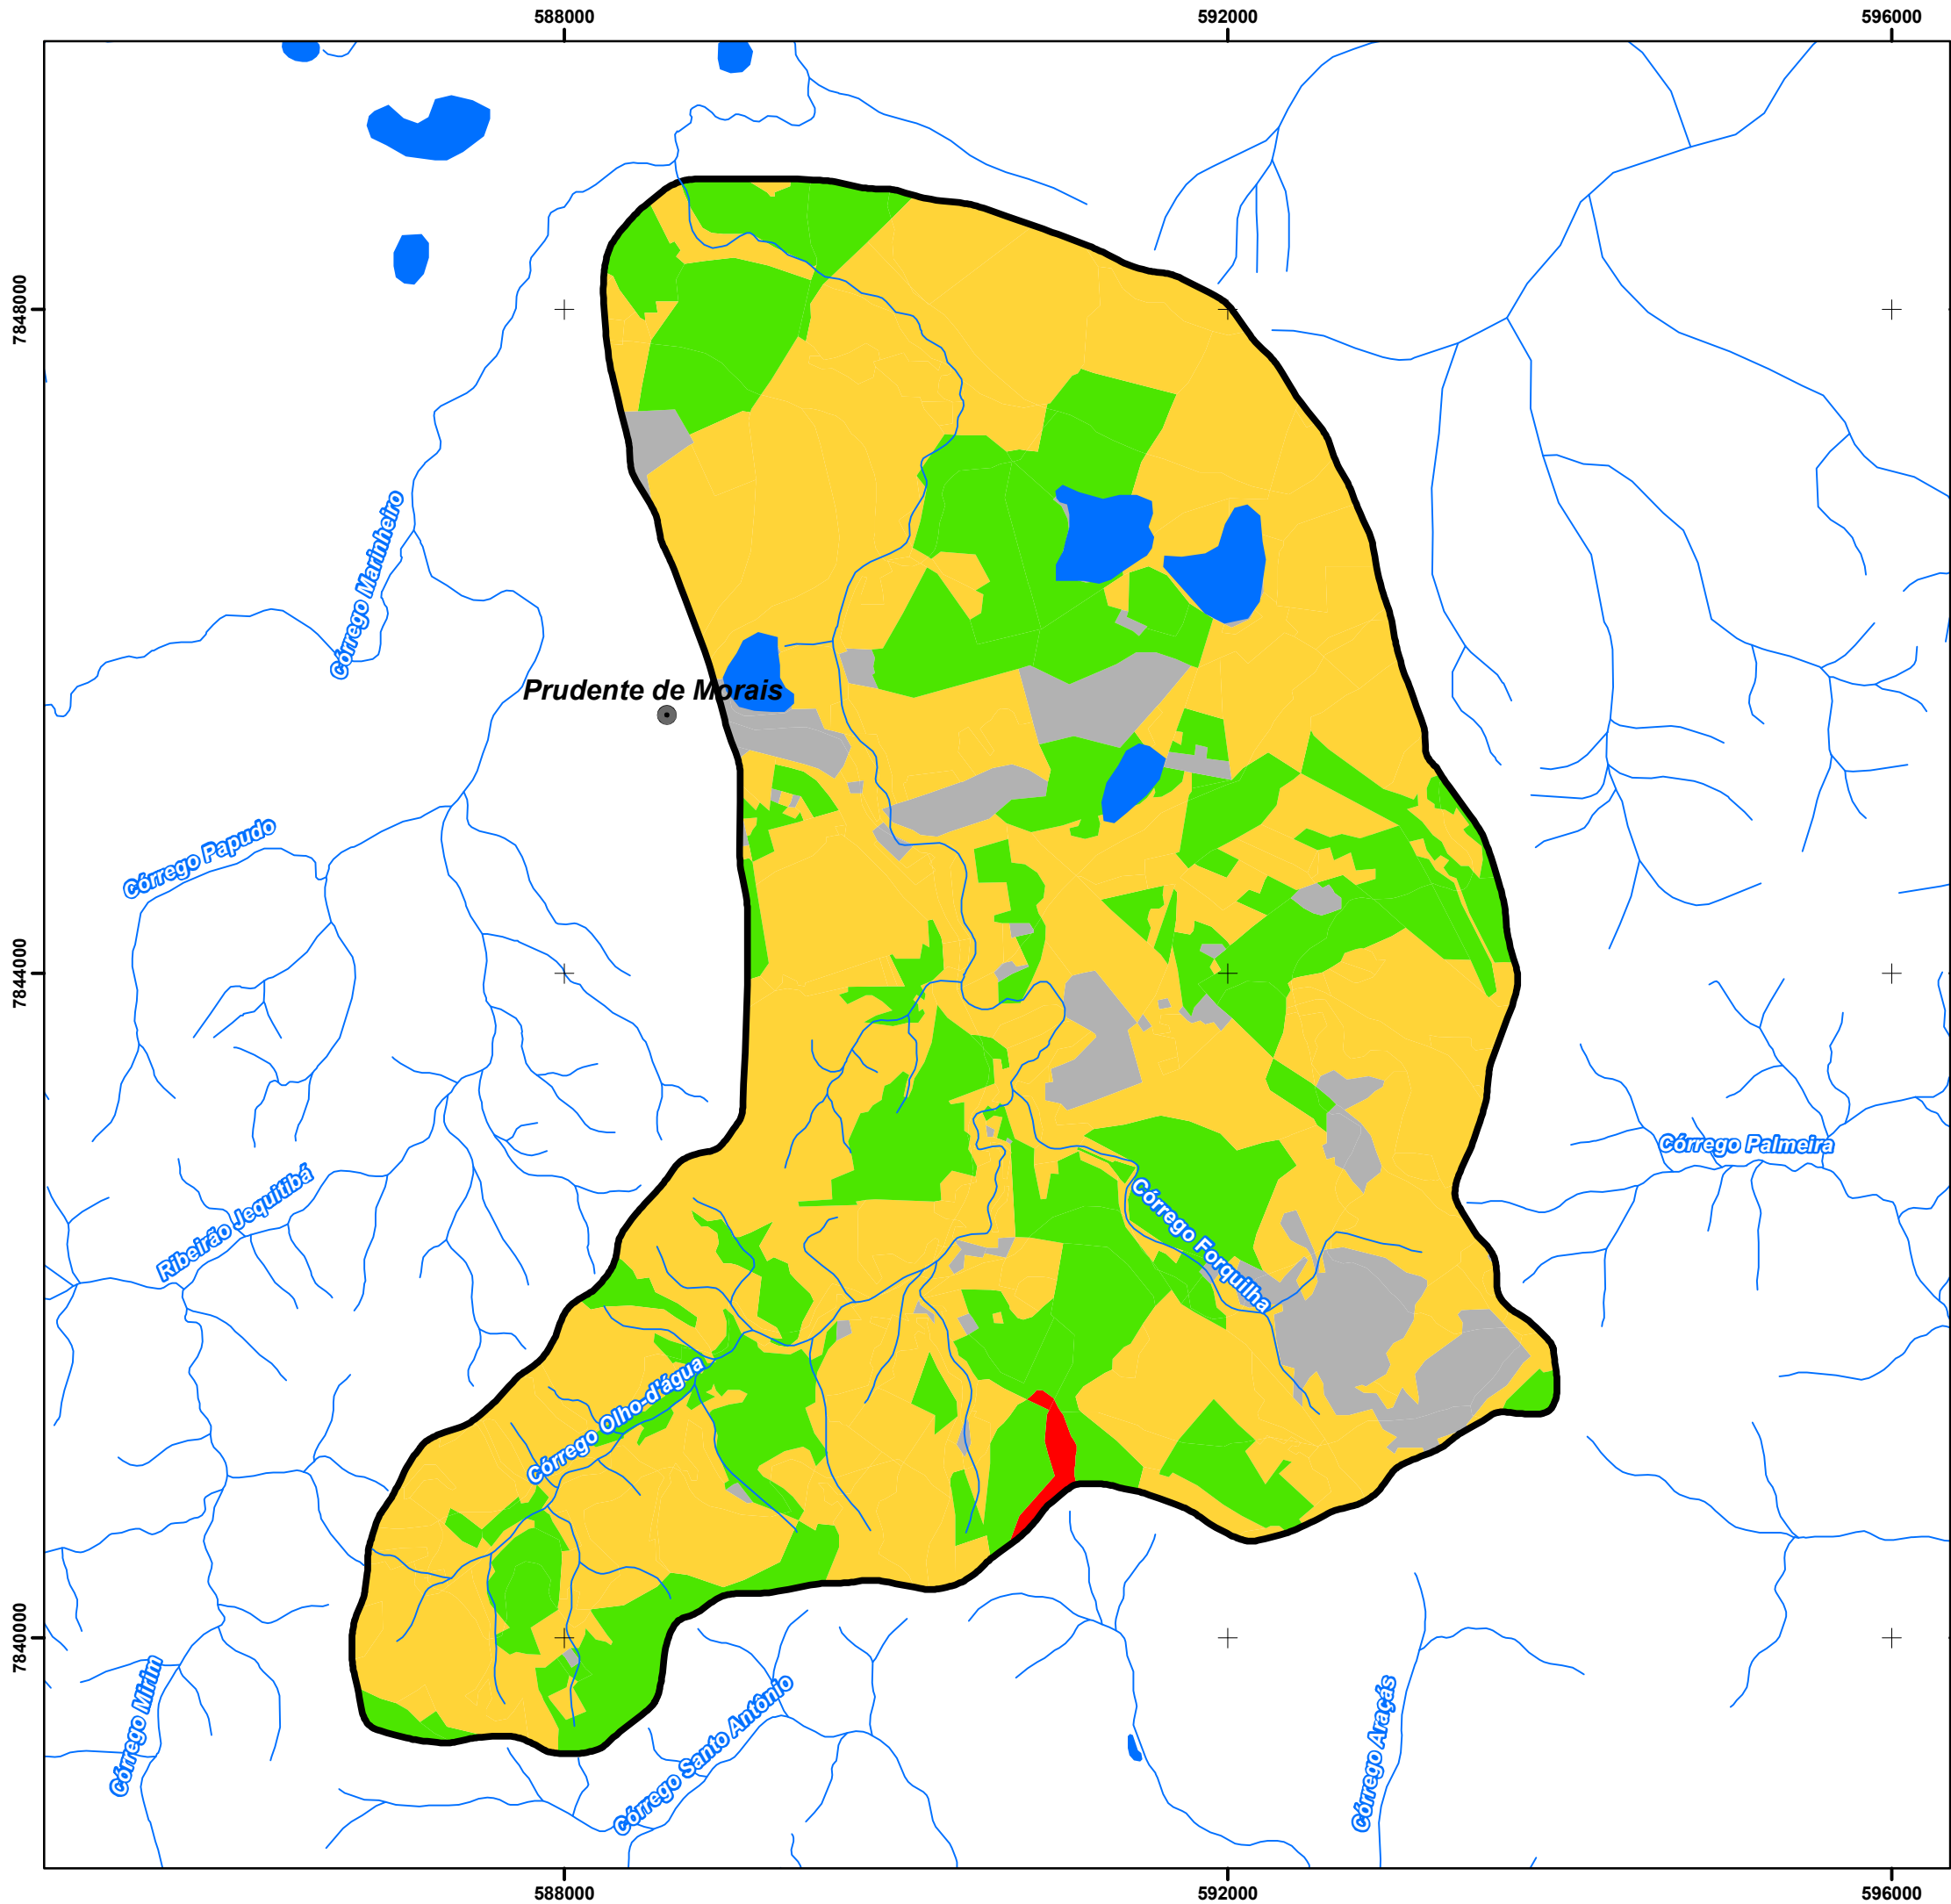 588000
592000
596000
7848000
Córrego Marinheiro
Prudente de Morais
Córrego Papudo
7844000
Córrego Palmeira
Ribeirão Jequitibá
Córrego Forquilha
Córrego Olho-d'água
7840000
Córrego Mirim
Córrego Santo Antônio
Córrego Araçás
588000
592000
596000